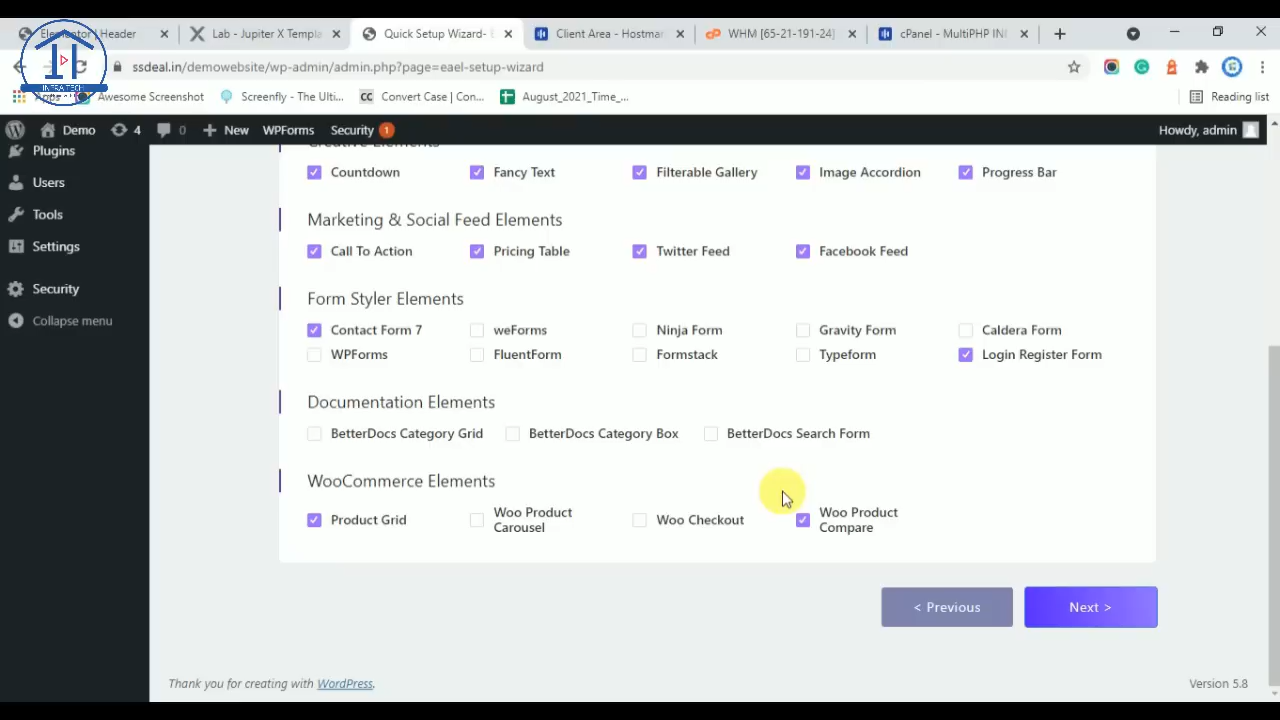 Elementor | Header
Lab - Jupiter X Templa
Quick Setup Wizard- E
Client Area - Hostmar
WHM [65-21-191-24]
cPanel - MultiPHP INI
ssdeal.in/demowebsite/wp-admin/admin.php?page=eael-setup-wizard
INFRA TECH
Apps
Awesome Screenshot
Screenfly - The Ulti...
CC
Convert Case | Con...
August_2021_Time_...
Reading list
Demo
4
0
New
WPForms
Security
1
Howdy, admin
Plugins
Users
Tools
Settings
Security
Collapse menu
Creative Elements
Countdown
Fancy Text
Filterable Gallery
Image Accordion
Progress Bar
Marketing & Social Feed Elements
Call To Action
Pricing Table
Twitter Feed
Facebook Feed
Form Styler Elements
Contact Form 7
weForms
Ninja Form
Gravity Form
Caldera Form
WPForms
FluentForm
Formstack
Typeform
Login Register Form
Documentation Elements
BetterDocs Category Grid
BetterDocs Category Box
BetterDocs Search Form
WooCommerce Elements
Product Grid
Woo Product
Carousel
Woo Checkout
Woo Product
Compare
< Previous
Next >
Thank you for creating with WordPress.
Version 5.8